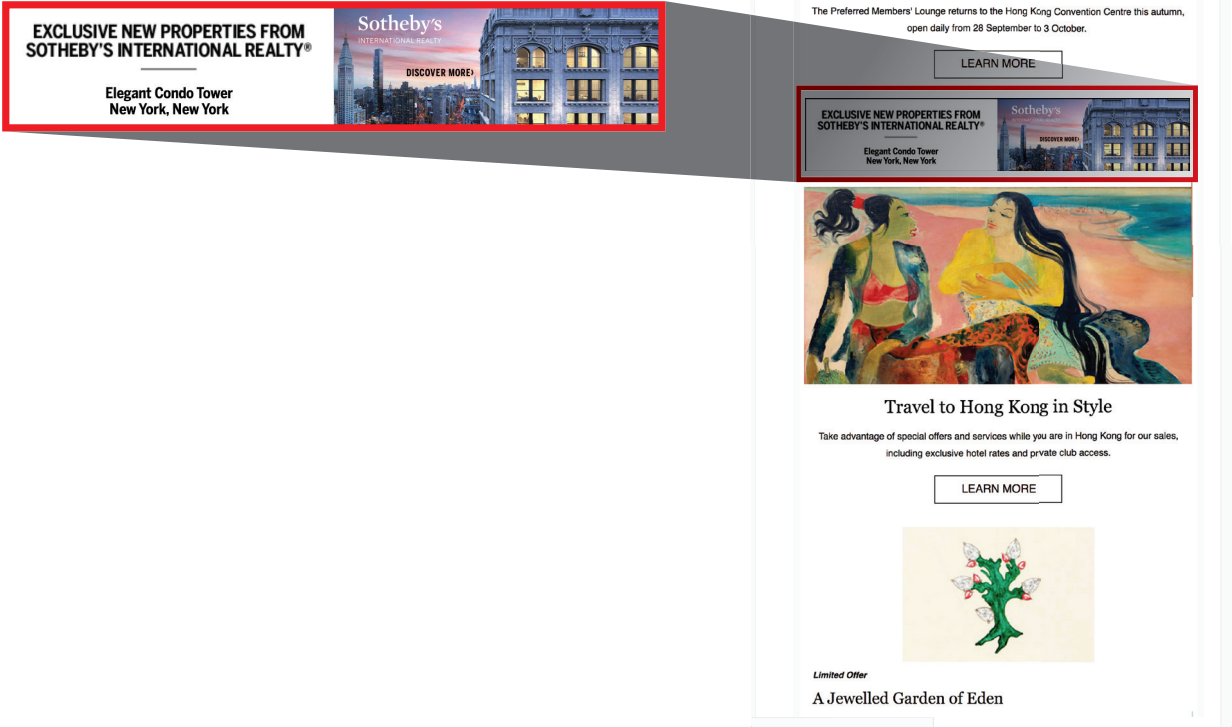 EXCLUSIVE NEW PROPERTIES FROM
SOTHEBY'S INTERNATIONAL REALTY®
Elegant Condo Tower
New York, New York
Sotheby's
INTERNATIONAL REALTY
DISCOVER MORE›
The Preferred Members' Lounge returns to the Hong Kong Convention Centre this autumn,
open daily from 28 September to 3 October.
LEARN MORE
EXCLUSIVE NEW PROPERTIES FROM
SOTHEBY'S INTERNATIONAL REALTY®
Elegant Condo Tower
New York, New York
Sotheby's
INTERNATIONAL REALTY
DISCOVER MORE›
Travel to Hong Kong in Style
Take advantage of special offers and services while you are in Hong Kong for our sales,
including exclusive hotel rates and prvate club access.
LEARN MORE
Limited Offer
A Jewelled Garden of Eden